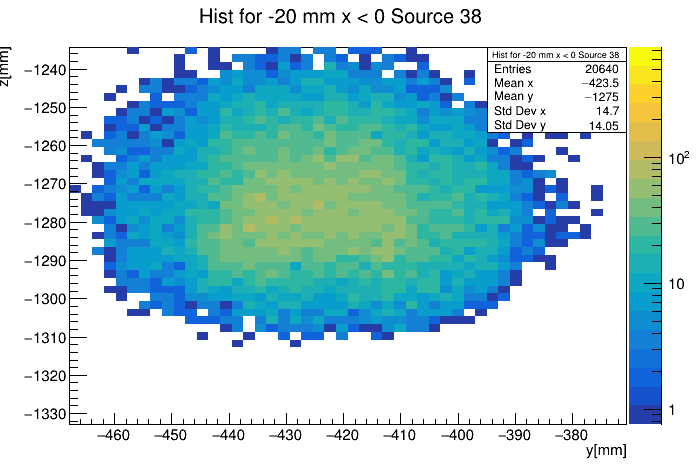 Hist for -20 mm x < 0 Source 38
z[mm]
Hist for -20 mm x < 0 Source 38
Entries 20640
Mean x −423.5
Mean y −1275
Std Dev x 14.7
Std Dev y 14.05
−1240
−1250
−1260
−1270
−1280
−1290
−1300
−1310
−1320
−1330
−460 −450 −440 −430 −420 −410 −400 −390 −380
y[mm]
10²
10
1